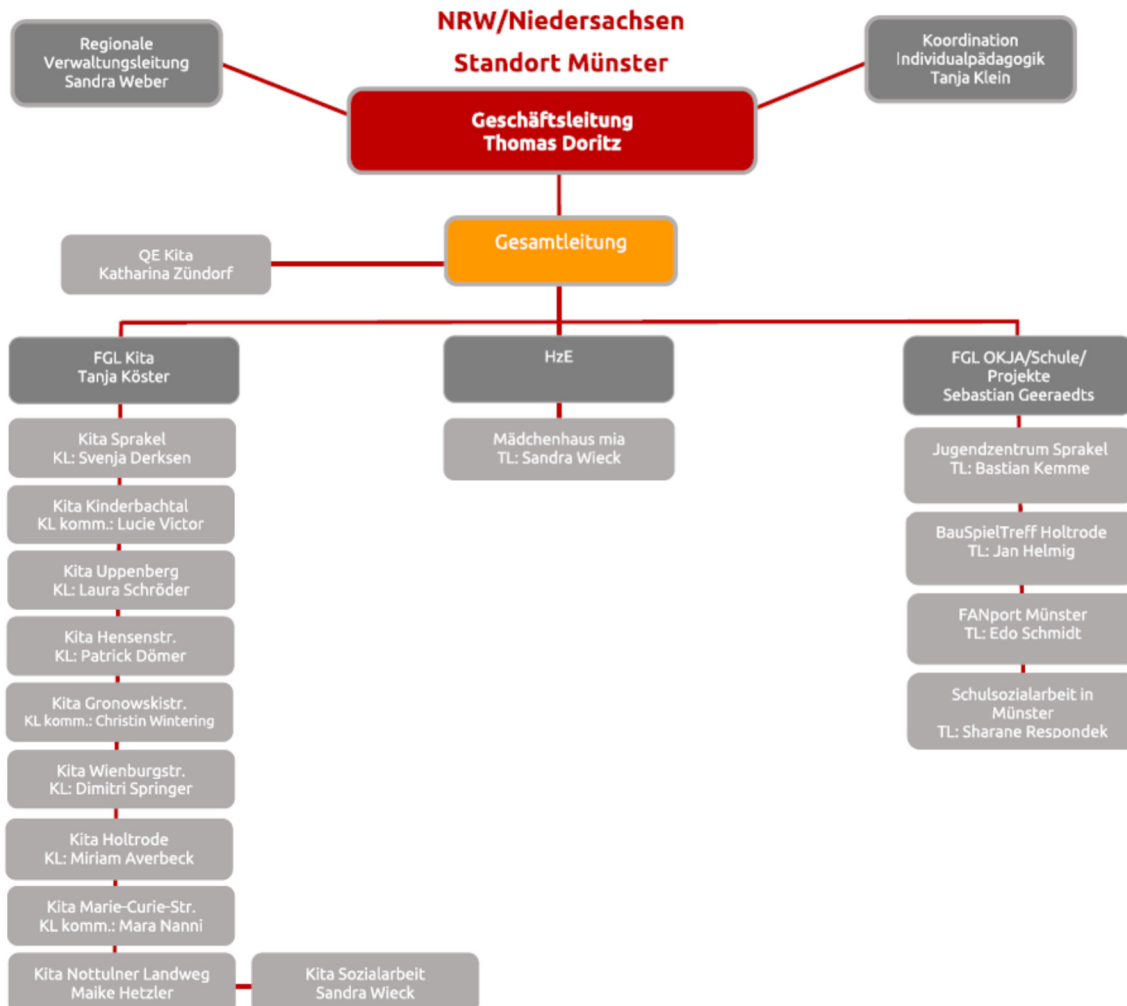 NRW/Niedersachsen
Standort Münster
Regionale
Verwaltungsleitung
Sandra Weber
Koordination
Individualpädagogik
Tanja Klein
Geschäftsleitung
Thomas Doritz
Gesamtleitung
QE Kita
Katharina Zündorf
FGL Kita
Tanja Köster
Kita Sprakel
KL: Svenja Derksen
Kita Kinderbachtal
KL komm.: Lucie Victor
Kita Uppenberg
KL: Laura Schröder
Kita Hensenstr.
KL: Patrick Dömer
Kita Gronowskistr.
KL komm.: Christin Wintering
Kita Wienburgstr.
KL: Dimitri Springer
Kita Holtrode
KL: Miriam Averbeck
Kita Marie-Curie-Str.
KL komm.: Mara Nanni
Kita Nottulner Landweg
Maike Hetzler
Kita Sozialarbeit
Sandra Wieck
HzE
Mädchenhaus mia
TL: Sandra Wieck
FGL OKJA/Schule/
Projekte
Sebastian Geeraedts
Jugendzentrum Sprakel
TL: Bastian Kemme
BauSpielTreff Holtrode
TL: Jan Helmig
FANport Münster
TL: Edo Schmidt
Schulsozialarbeit in
Münster
TL: Sharane Respondek